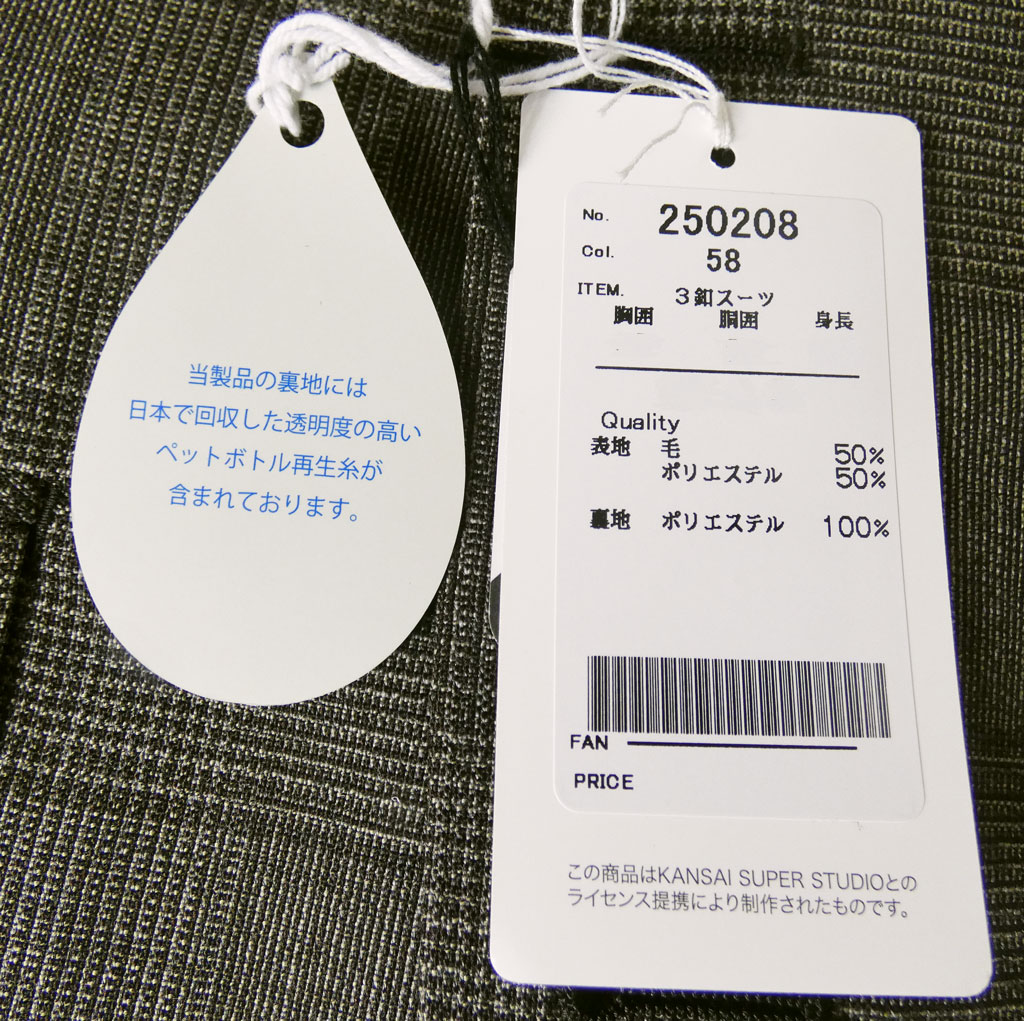 当製品の裏地には
日本で回収した透明度の高い
ペットボトル再生糸が
含まれております。
No. 250208
Col. 58
ITEM. 3釦スーツ
胸囲 胴囲 身長
Quality
表地 毛 50%
ポリエステル 50%
裏地 ポリエステル 100%
FAN
PRICE
この商品はKANSAI SUPER STUDIOとの
ライセンス提携により制作されたものです。